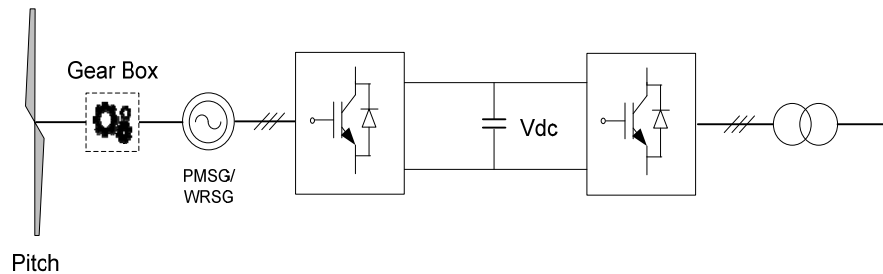 Gear Box
Vdc
PMSG/
WRSG
Pitch